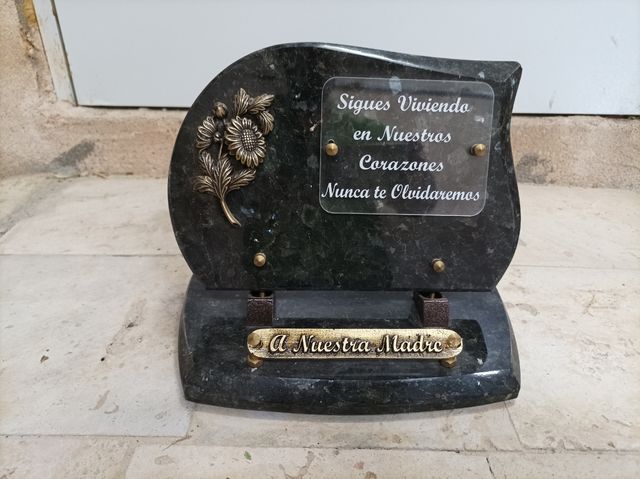 Sigues Viviendo
en Nuestros
Corazones
Nunca te Olvidaremos
A Nuestra Madre